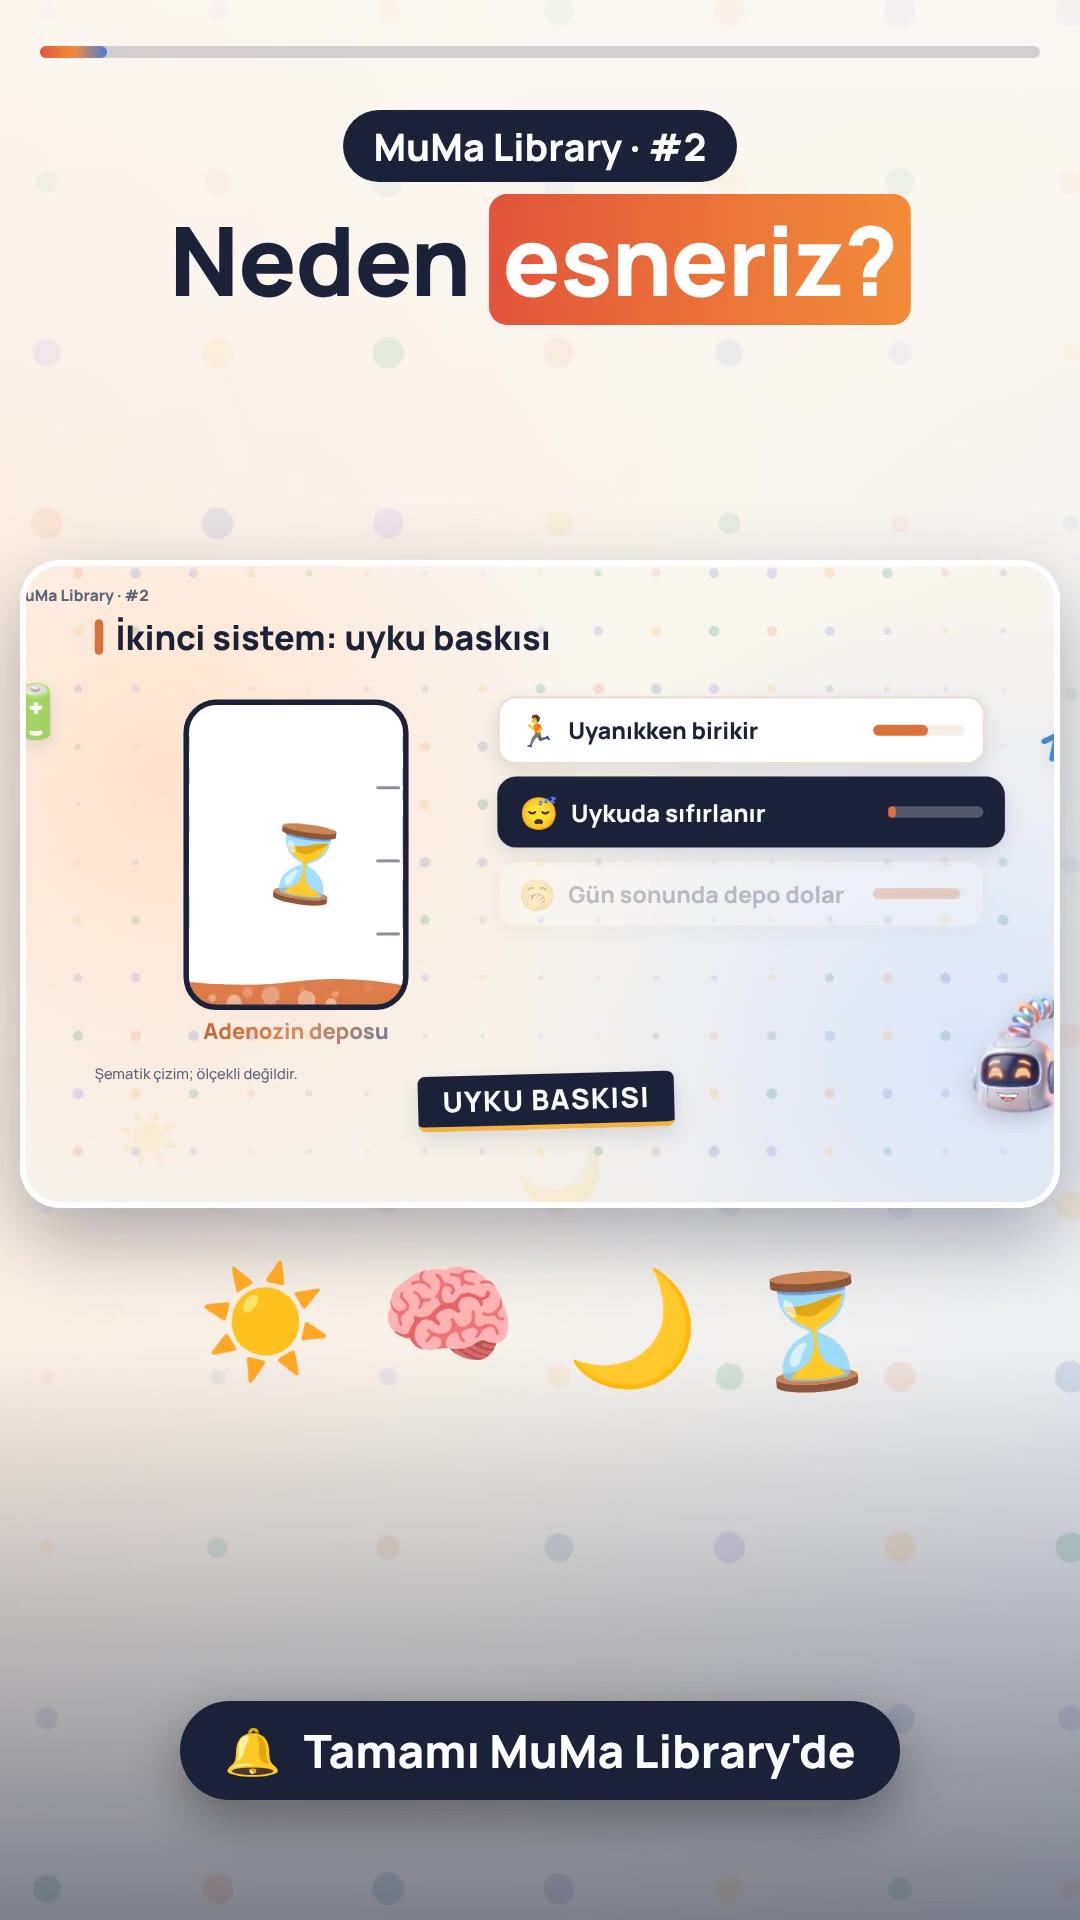 MuMa Library · #2
Neden esneriz?
uMa Library · #2
İkinci sistem: uyku baskısı
Uyanıkken birikir
Uykuda sıfırlanır
Gün sonunda depo dolar
Adenozin deposu
Şematik çizim; ölçekli değildir.
UYKU BASKISI
Tamamı MuMa Library'de